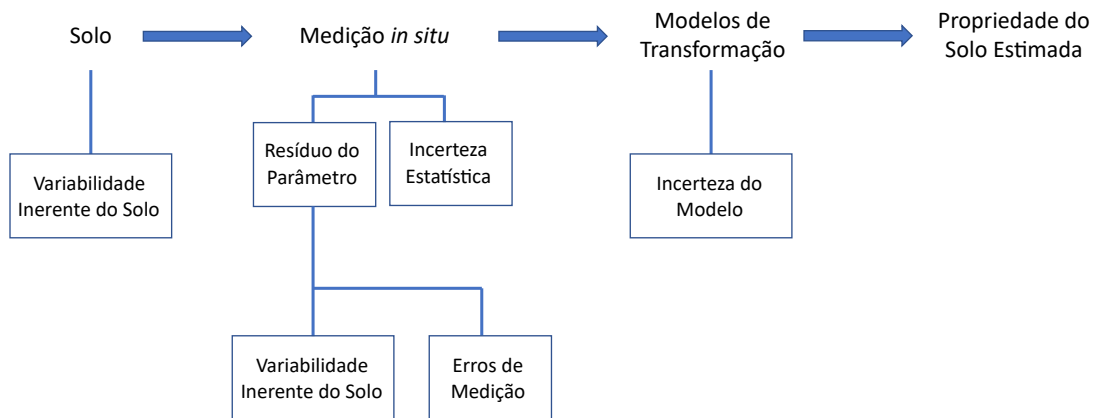 Solo
Medição in situ
Modelos de
Transformação
Propriedade do
Solo Estimada
Resíduo do
Parâmetro
Incerteza
Estatística
Variabilidade
Inerente do Solo
Incerteza do
Modelo
Variabilidade
Inerente do Solo
Erros de
Medição